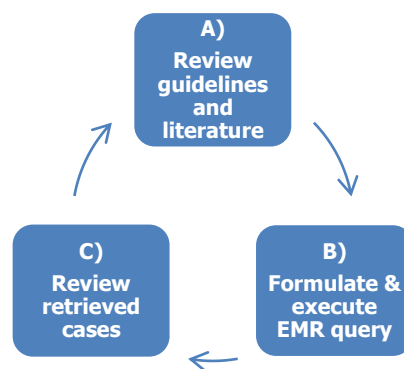 A)
Review
guidelines
and
literature
B)
Formulate &
execute
EMR query
C)
Review
retrieved
cases